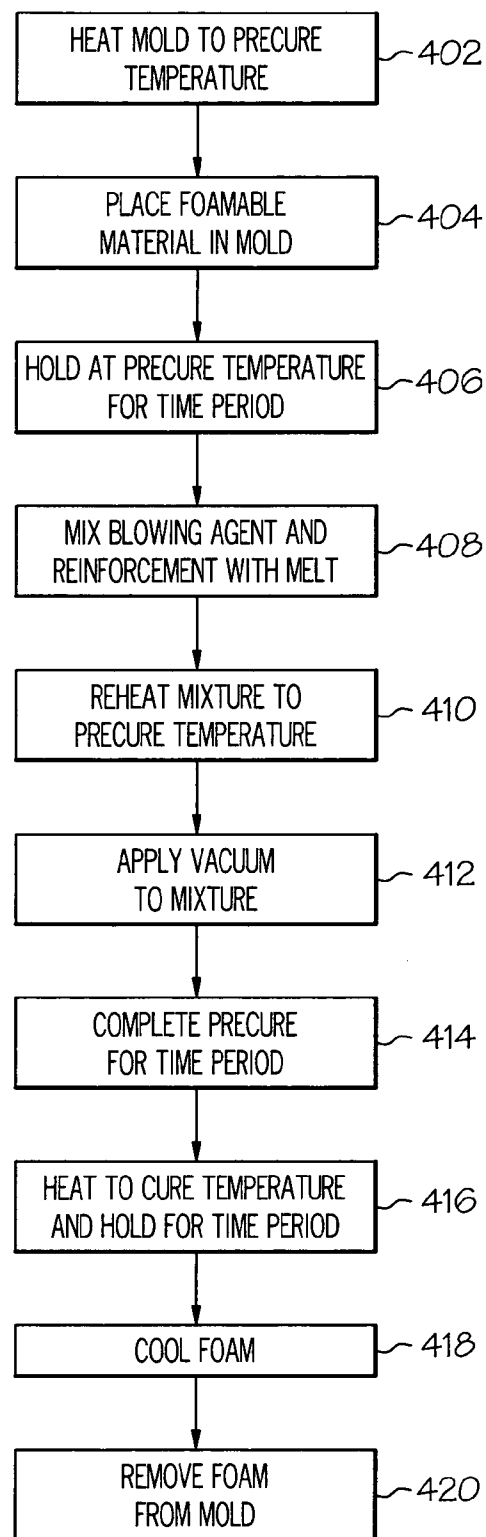 HEAT MOLD TO PRECURE
TEMPERATURE
402
PLACE FOAMABLE
MATERIAL IN MOLD
404
HOLD AT PRECURE TEMPERATURE
FOR TIME PERIOD
406
MIX BLOWING AGENT AND
REINFORCEMENT WITH MELT
408
REHEAT MIXTURE TO
PRECURE TEMPERATURE
410
APPLY VACUUM
TO MIXTURE
412
COMPLETE PRECURE
FOR TIME PERIOD
414
HEAT TO CURE TEMPERATURE
AND HOLD FOR TIME PERIOD
416
COOL FOAM
418
REMOVE FOAM
FROM MOLD
420